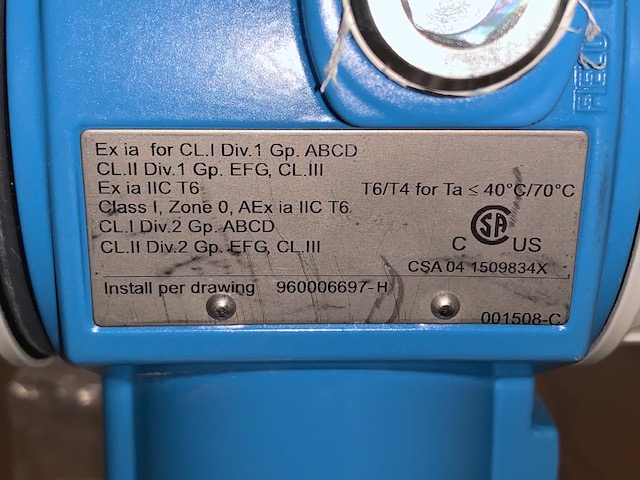 Ex ia for CL.I Div.1 Gp. ABCD
CL.II Div.1 Gp. EFG, CL.III
Ex ia IIC T6
T6/T4 for Ta ≤ 40°C/70°C
Class I, Zone 0, AEx ia IIC T6
CL.I Div.2 Gp. ABCD
CL.II Div.2 Gp. EFG, CL.III
C SA US
CSA 04 1509834X
Install per drawing 960006697-H
001508-C